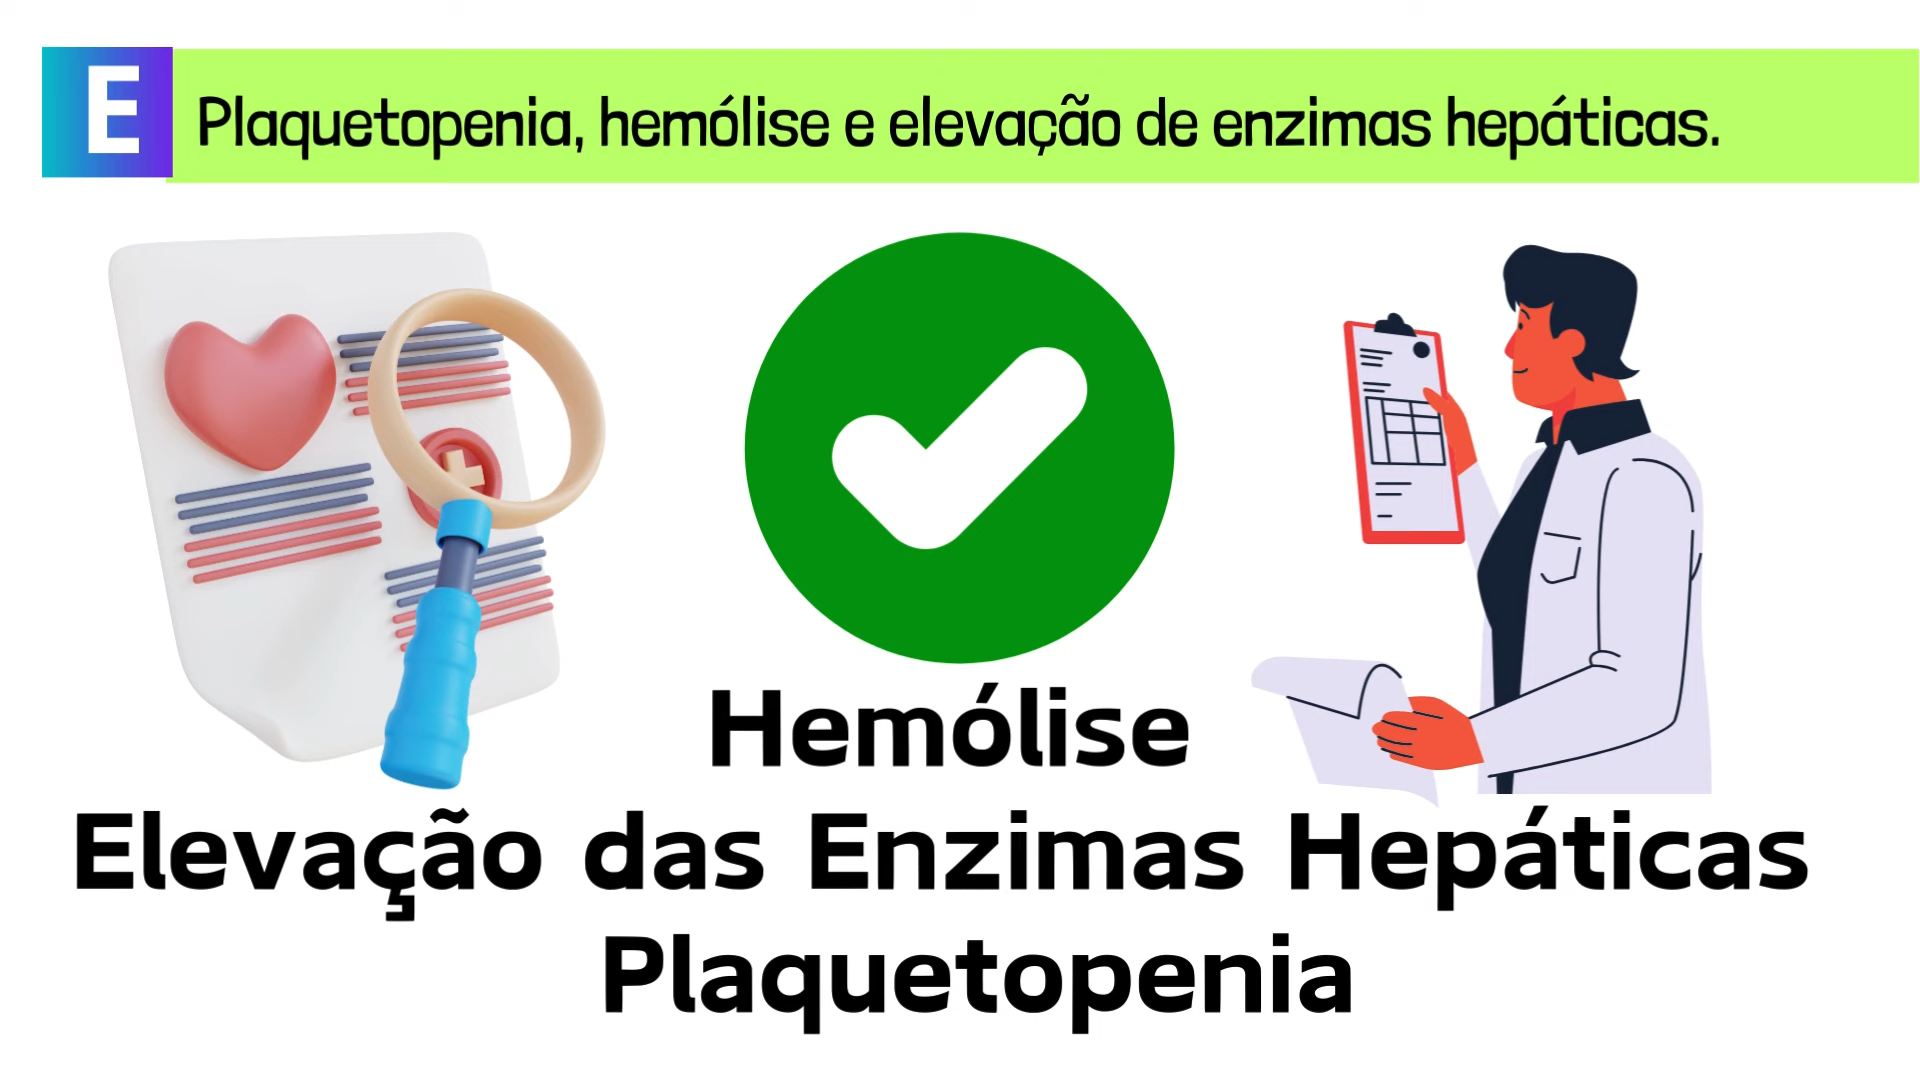 E Plaquetopenia, hemólise e elevação de enzimas hepáticas.
Hemólise
Elevação das Enzimas Hepáticas
Plaquetopenia